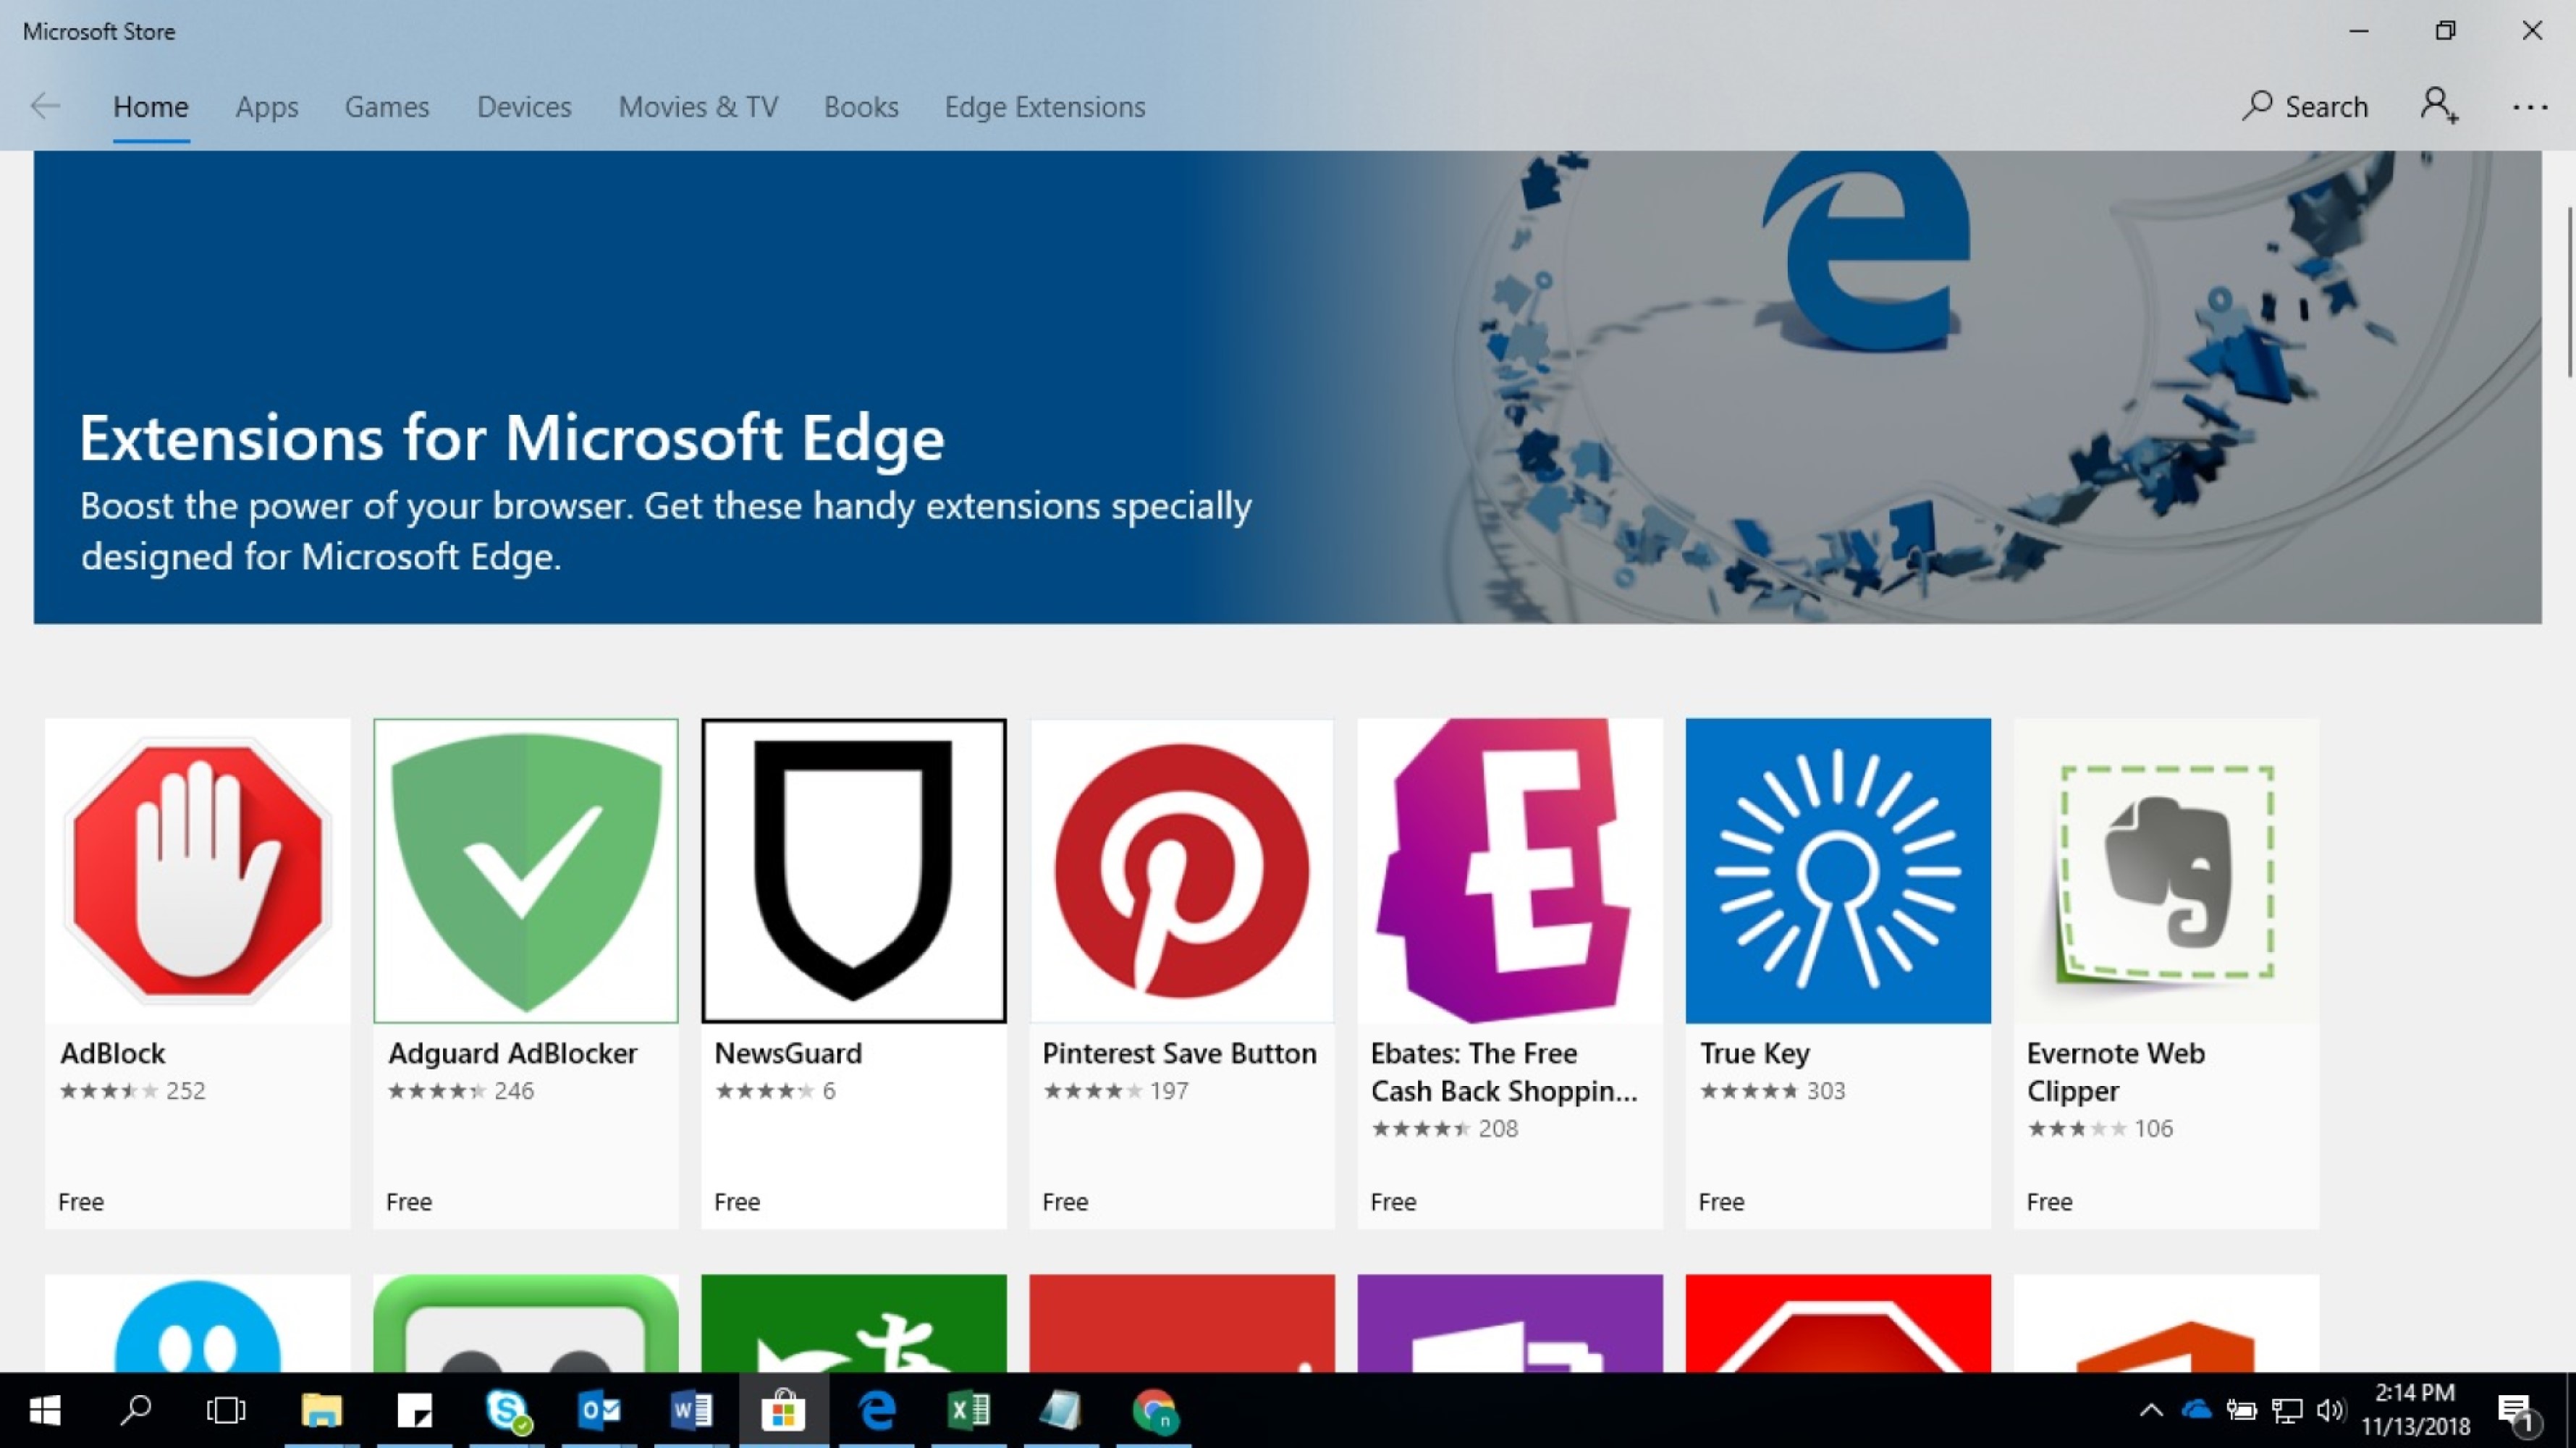 Microsoft Store
Home Apps Games Devices Movies & TV Books Edge Extensions Search
Extensions for Microsoft Edge
Boost the power of your browser. Get these handy extensions specially
designed for Microsoft Edge.
AdBlock
252
Free
Adguard AdBlocker
246
Free
NewsGuard
6
Free
Pinterest Save Button
197
Free
Ebates: The Free
Cash Back Shoppin...
208
Free
True Key
303
Free
Evernote Web
Clipper
106
Free
2:14 PM
11/13/2018
1